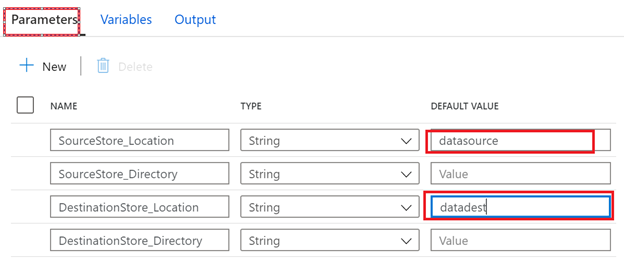 Parameters Variables Output
New Delete
NAME TYPE DEFAULT VALUE
SourceStore_Location String datasource
SourceStore_Directory String Value
DestinationStore_Location String datadest
DestinationStore_Directory String Value